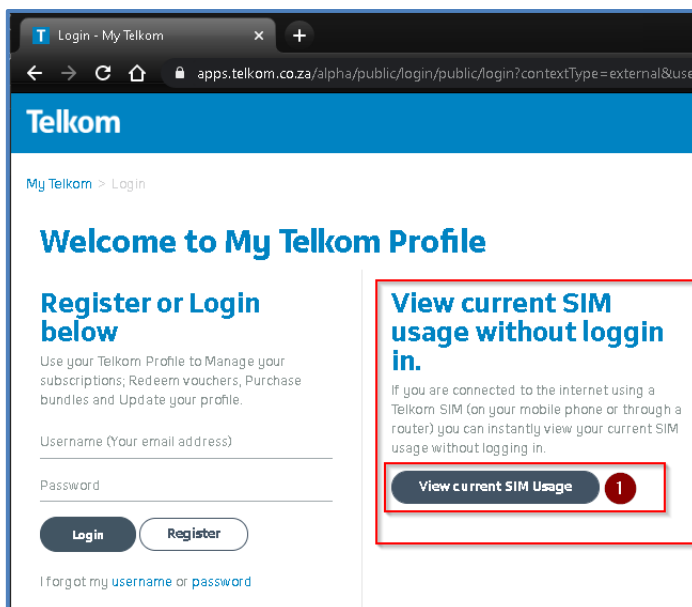 T Login - My Telkom
apps.telkom.co.za/alpha/public/login/public/login?contextType=external&use
Telkom
My Telkom > Login
Welcome to My Telkom Profile
Register or Login
below
Use your Telkom Profile to Manage your
subscriptions; Redeem vouchers, Purchase
bundles and Update your profile.
Username (Your email address)
Password
Login Register
I forgot my username or password
View current SIM
usage without loggin
in.
If you are connected to the internet using a
Telkom SIM (on your mobile phone or through a
router) you can instantly view your current SIM
usage without logging in.
View current SIM Usage 1